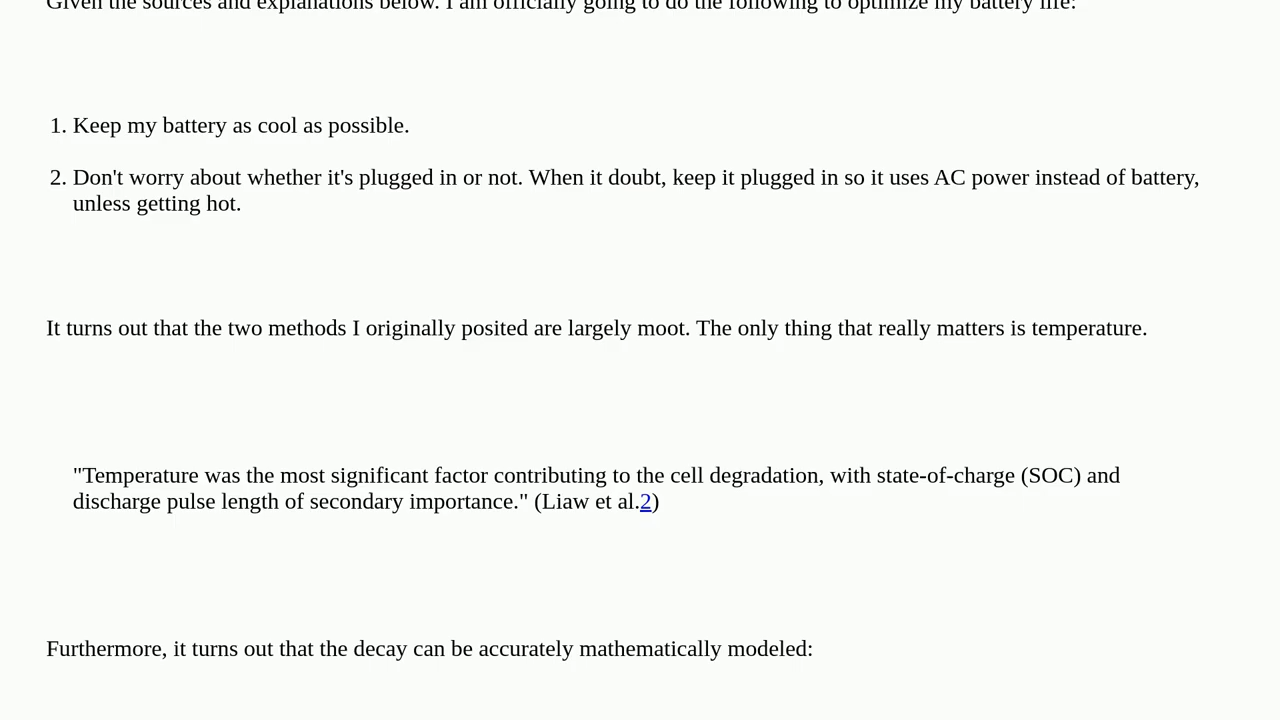 Given the sources and explanations below. I am officially going to do the following to optimize my battery life:
1. Keep my battery as cool as possible.
2. Don't worry about whether it's plugged in or not. When it doubt, keep it plugged in so it uses AC power instead of battery,
unless getting hot.
It turns out that the two methods I originally posited are largely moot. The only thing that really matters is temperature.
"Temperature was the most significant factor contributing to the cell degradation, with state-of-charge (SOC) and
discharge pulse length of secondary importance." (Liaw et al.2)
Furthermore, it turns out that the decay can be accurately mathematically modeled: